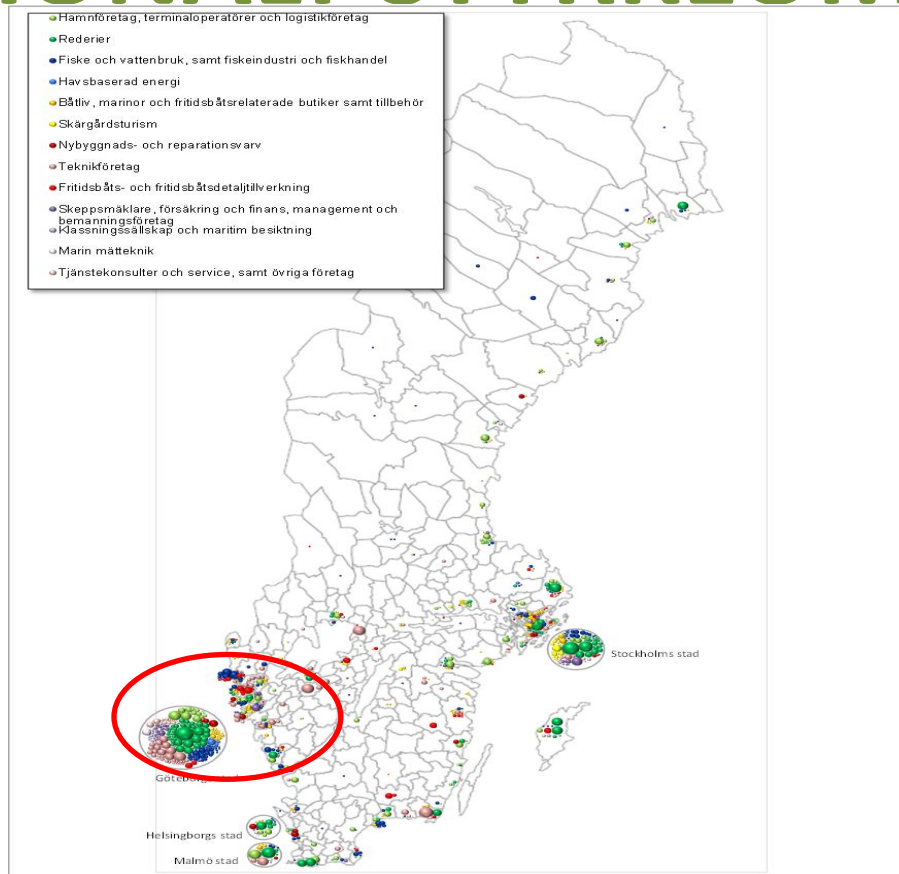 Hamnföretag, terminaloperatörer och logistikföretag
Rederier
Fiske och vattenbruk, samt fiskeindustri och fiskhandel
Havsbaserad energi
Båtliv, marinor och fritidsbåtsrelaterade butiker samt tillbehör
Skärgårdsturism
Nybyggnads- och reparationsvarv
Teknikföretag
Fritidsbåts- och fritidsbåtsdetaljtillverkning
Skeppsmäklare, försäkring och finans, management och
bemanningsföretag
Klassningssällskap och maritim besiktning
Marin mätteknik
Tjänstekonsulter och service, samt övriga företag
Stockholms stad
Göteborgs stad
Helsingborgs stad
Malmö stad